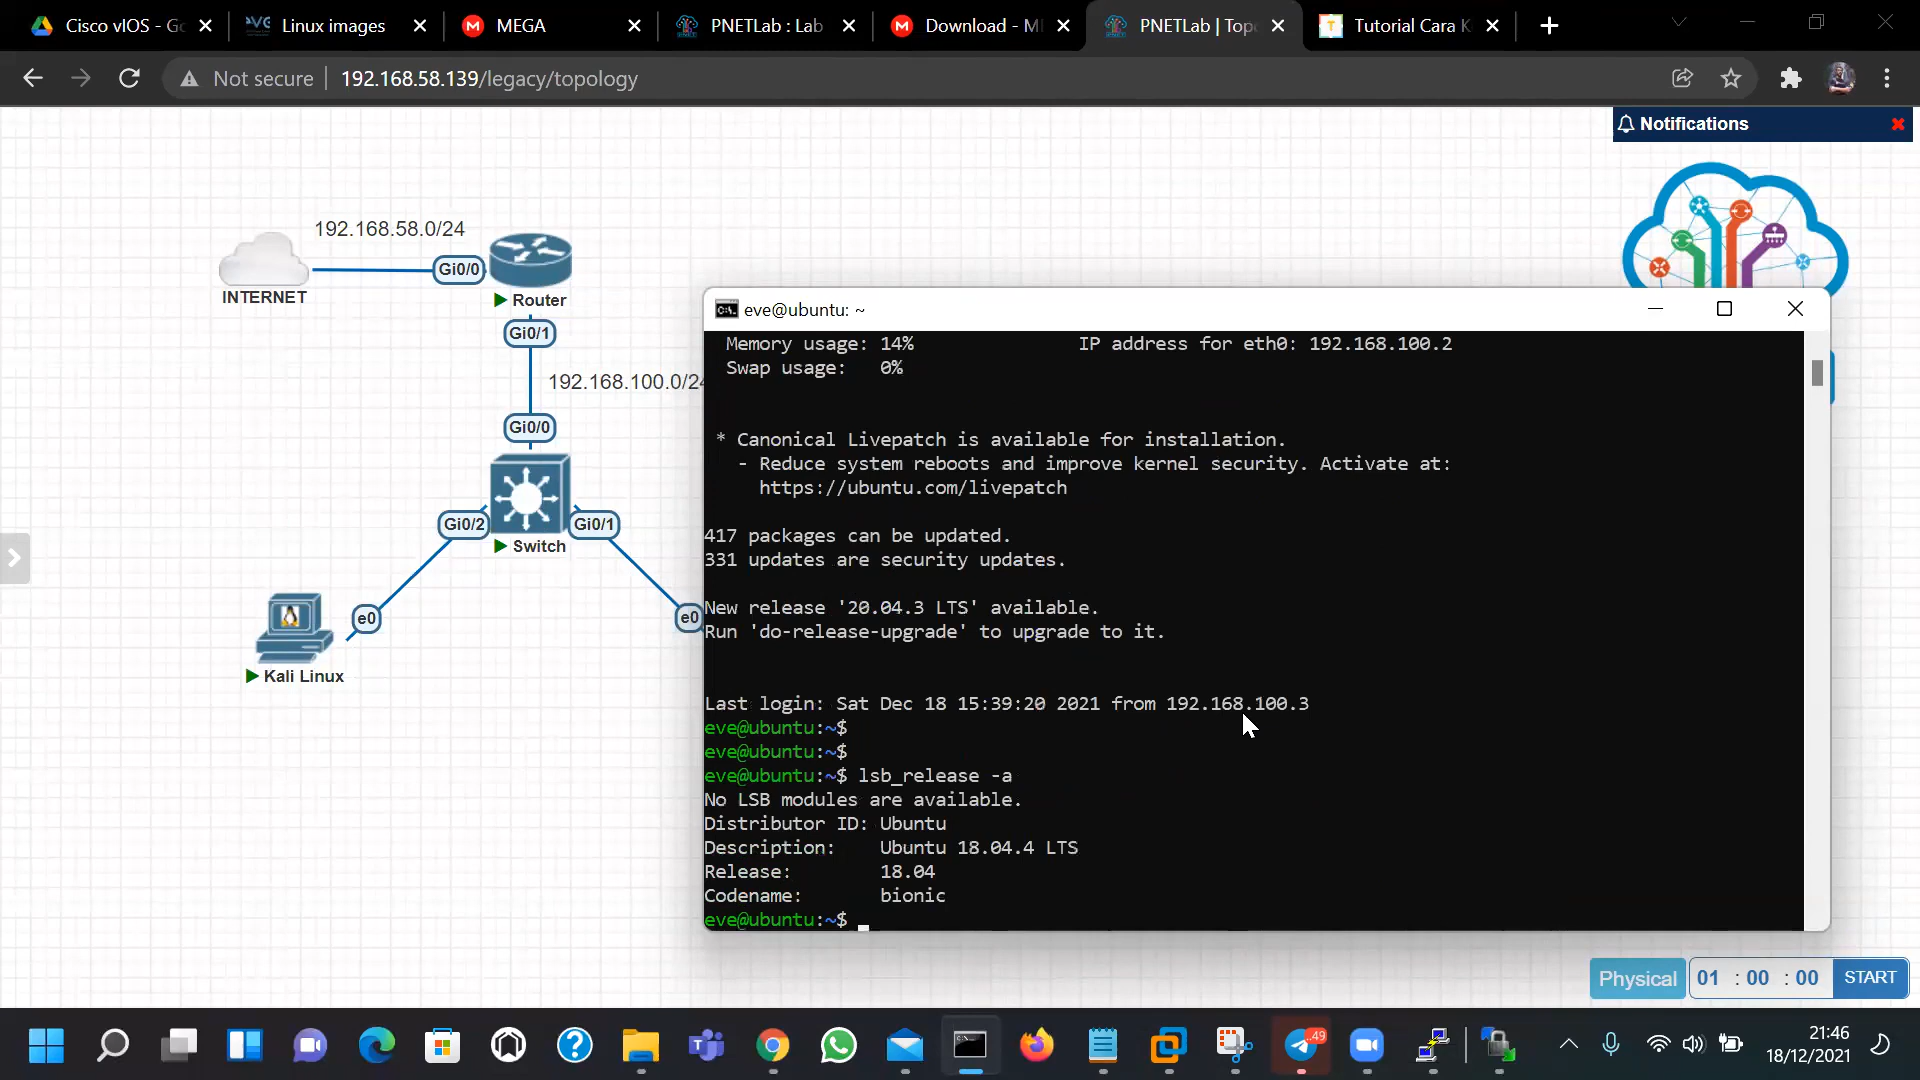 Cisco vIOS - Go
Linux images
MEGA
PNETLab : Lab
Download - M
PNETLab | Topo
Tutorial Cara K
Not secure
192.168.58.139/legacy/topology
Notifications
192.168.58.0/24
INTERNET
Gi0/0
Router
Gi0/1
192.168.100.0/24
Gi0/0
Gi0/2
Gi0/1
Switch
e0
e0
Kali Linux
eve@ubuntu: ~
Memory usage: 14% IP address for eth0: 192.168.100.2
Swap usage: 0%
* Canonical Livepatch is available for installation.
- Reduce system reboots and improve kernel security. Activate at:
https://ubuntu.com/livepatch
417 packages can be updated.
331 updates are security updates.
New release '20.04.3 LTS' available.
Run 'do-release-upgrade' to upgrade to it.
Last login: Sat Dec 18 15:39:20 2021 from 192.168.100.3
eve@ubuntu:~$
eve@ubuntu:~$
eve@ubuntu:~$ lsb_release -a
No LSB modules are available.
Distributor ID: Ubuntu
Description: Ubuntu 18.04.4 LTS
Release: 18.04
Codename: bionic
eve@ubuntu:~$
Physical 01 : 00 : 00 START
49
21:46
18/12/2021